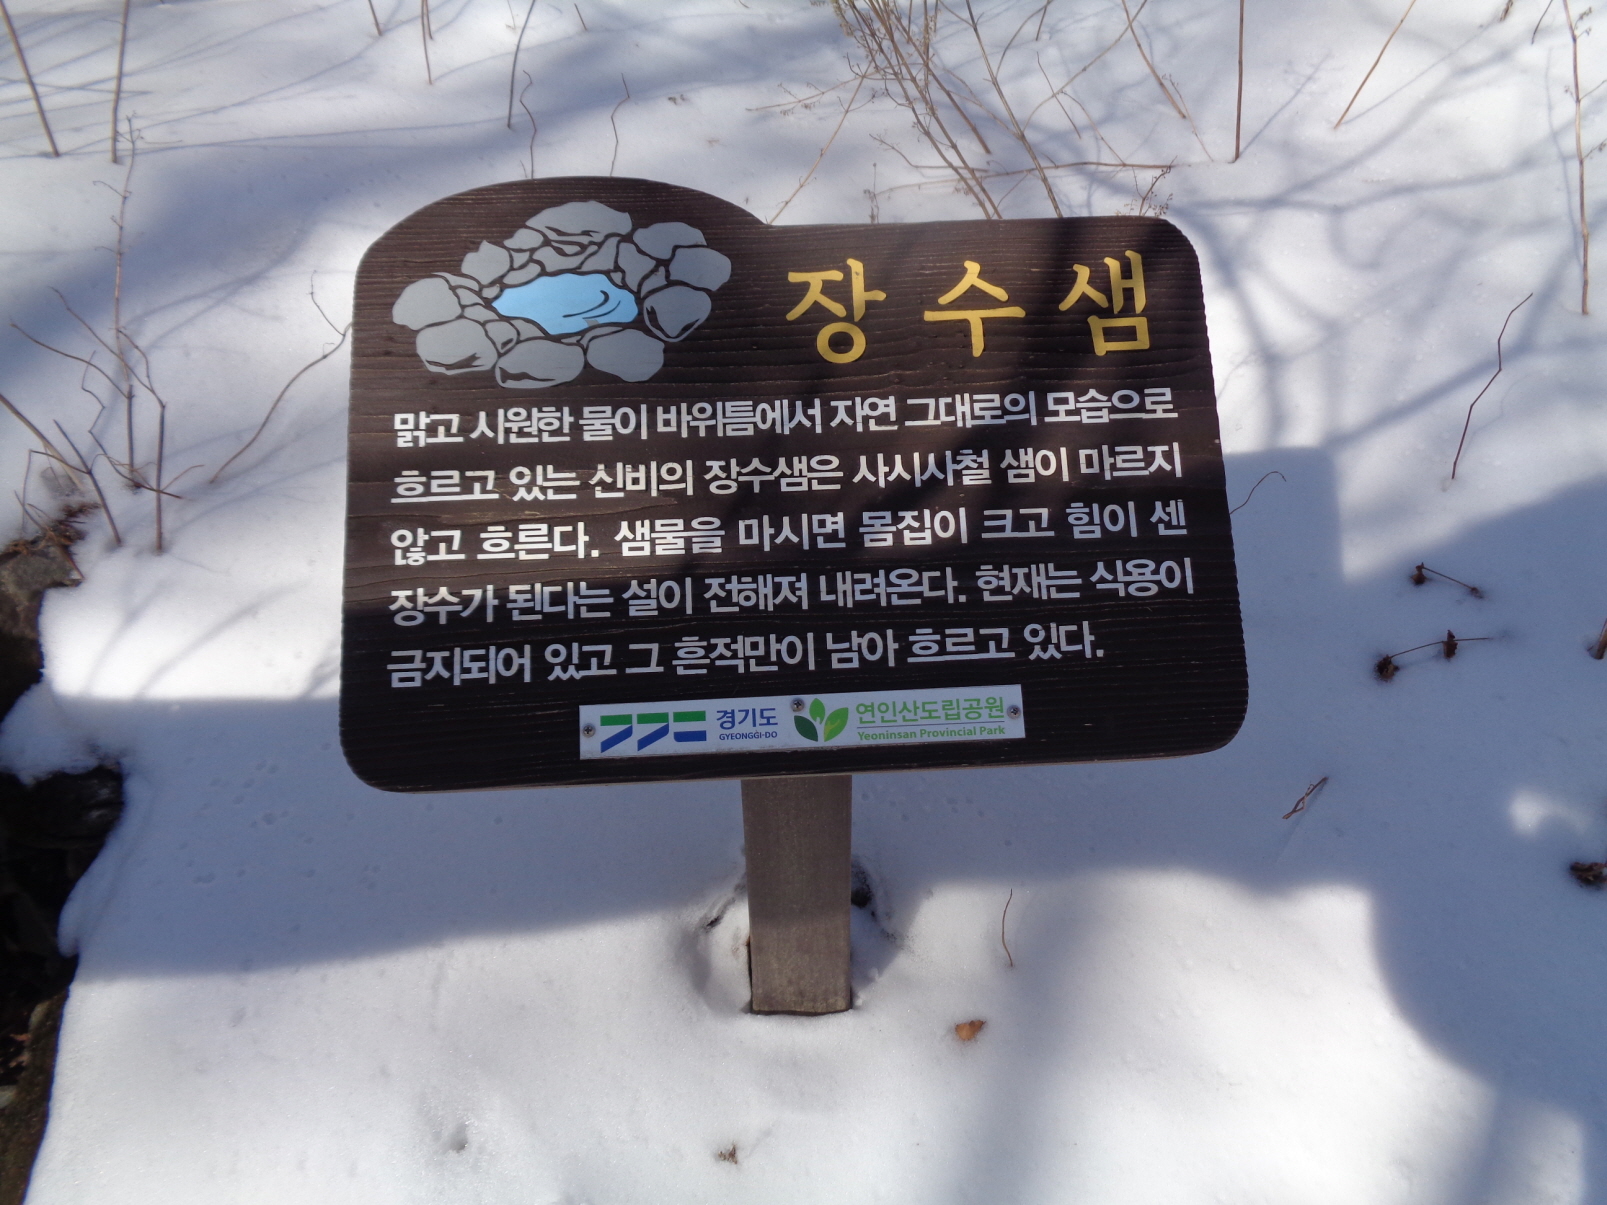 장수샘
맑고 시원한 물이 바위틈에서 자연 그대로의 모습으로
흐르고 있는 신비의 장수샘은 사시사철 샘이 마르지
않고 흐른다. 샘물을 마시면 몸집이 크고 힘이 센
장수가 된다는 설이 전해져 내려온다. 현재는 식용이
금지되어 있고 그 흔적만이 남아 흐르고 있다.
경기도 연인산도립공원
GYEONGGI-DO Yeoninsan Provincial Park